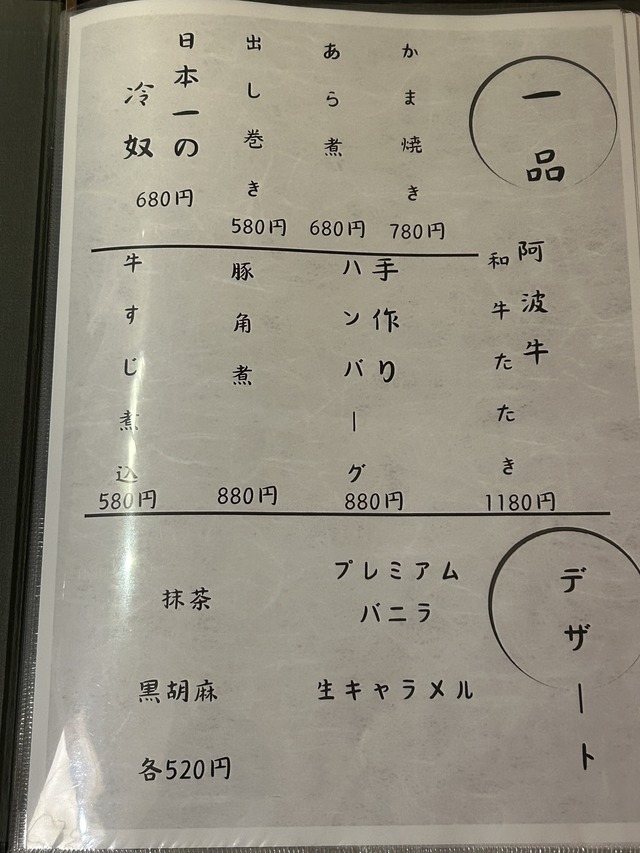 一品
かま焼き
780円
あら煮
680円
出し巻き
580円
日本一の
冷奴
680円
阿波牛
和牛たたき
1180円
手作り
ハンバーグ
880円
豚角煮
880円
牛すじ煮込
580円
デザート
プレミアム
バニラ
抹茶
生キャラメル
黒胡麻
各520円